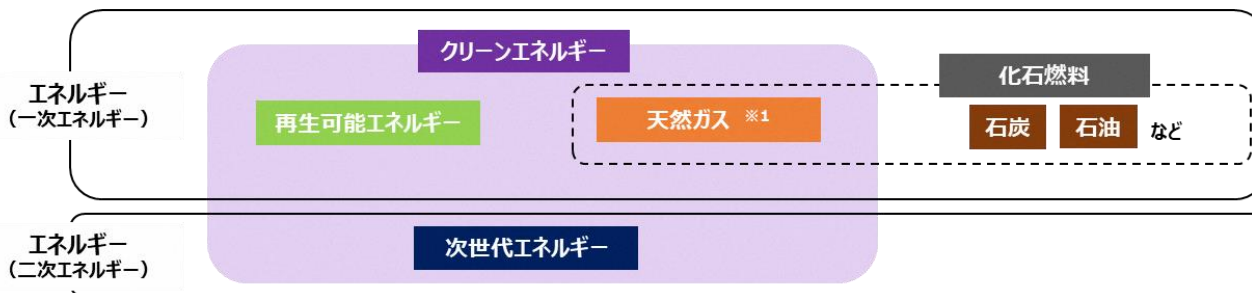 クリーンエネルギー
化石燃料
エネルギー
(一次エネルギー)
再生可能エネルギー
天然ガス ※1
石炭 石油 など
エネルギー
(二次エネルギー)
次世代エネルギー